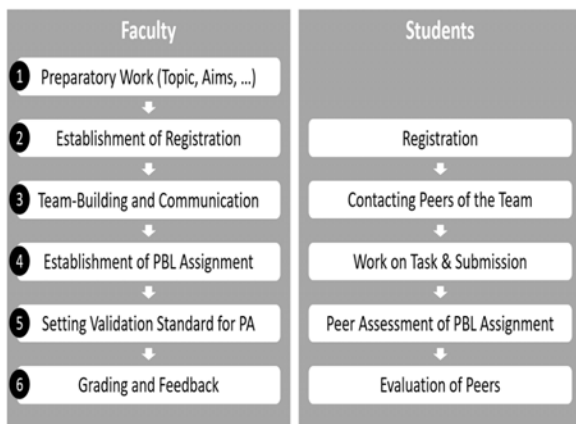 Faculty
1 Preparatory Work (Topic, Aims, ...)
2 Establishment of Registration
3 Team-Building and Communication
4 Establishment of PBL Assignment
5 Setting Validation Standard for PA
6 Grading and Feedback
Students
Registration
Contacting Peers of the Team
Work on Task & Submission
Peer Assessment of PBL Assignment
Evaluation of Peers